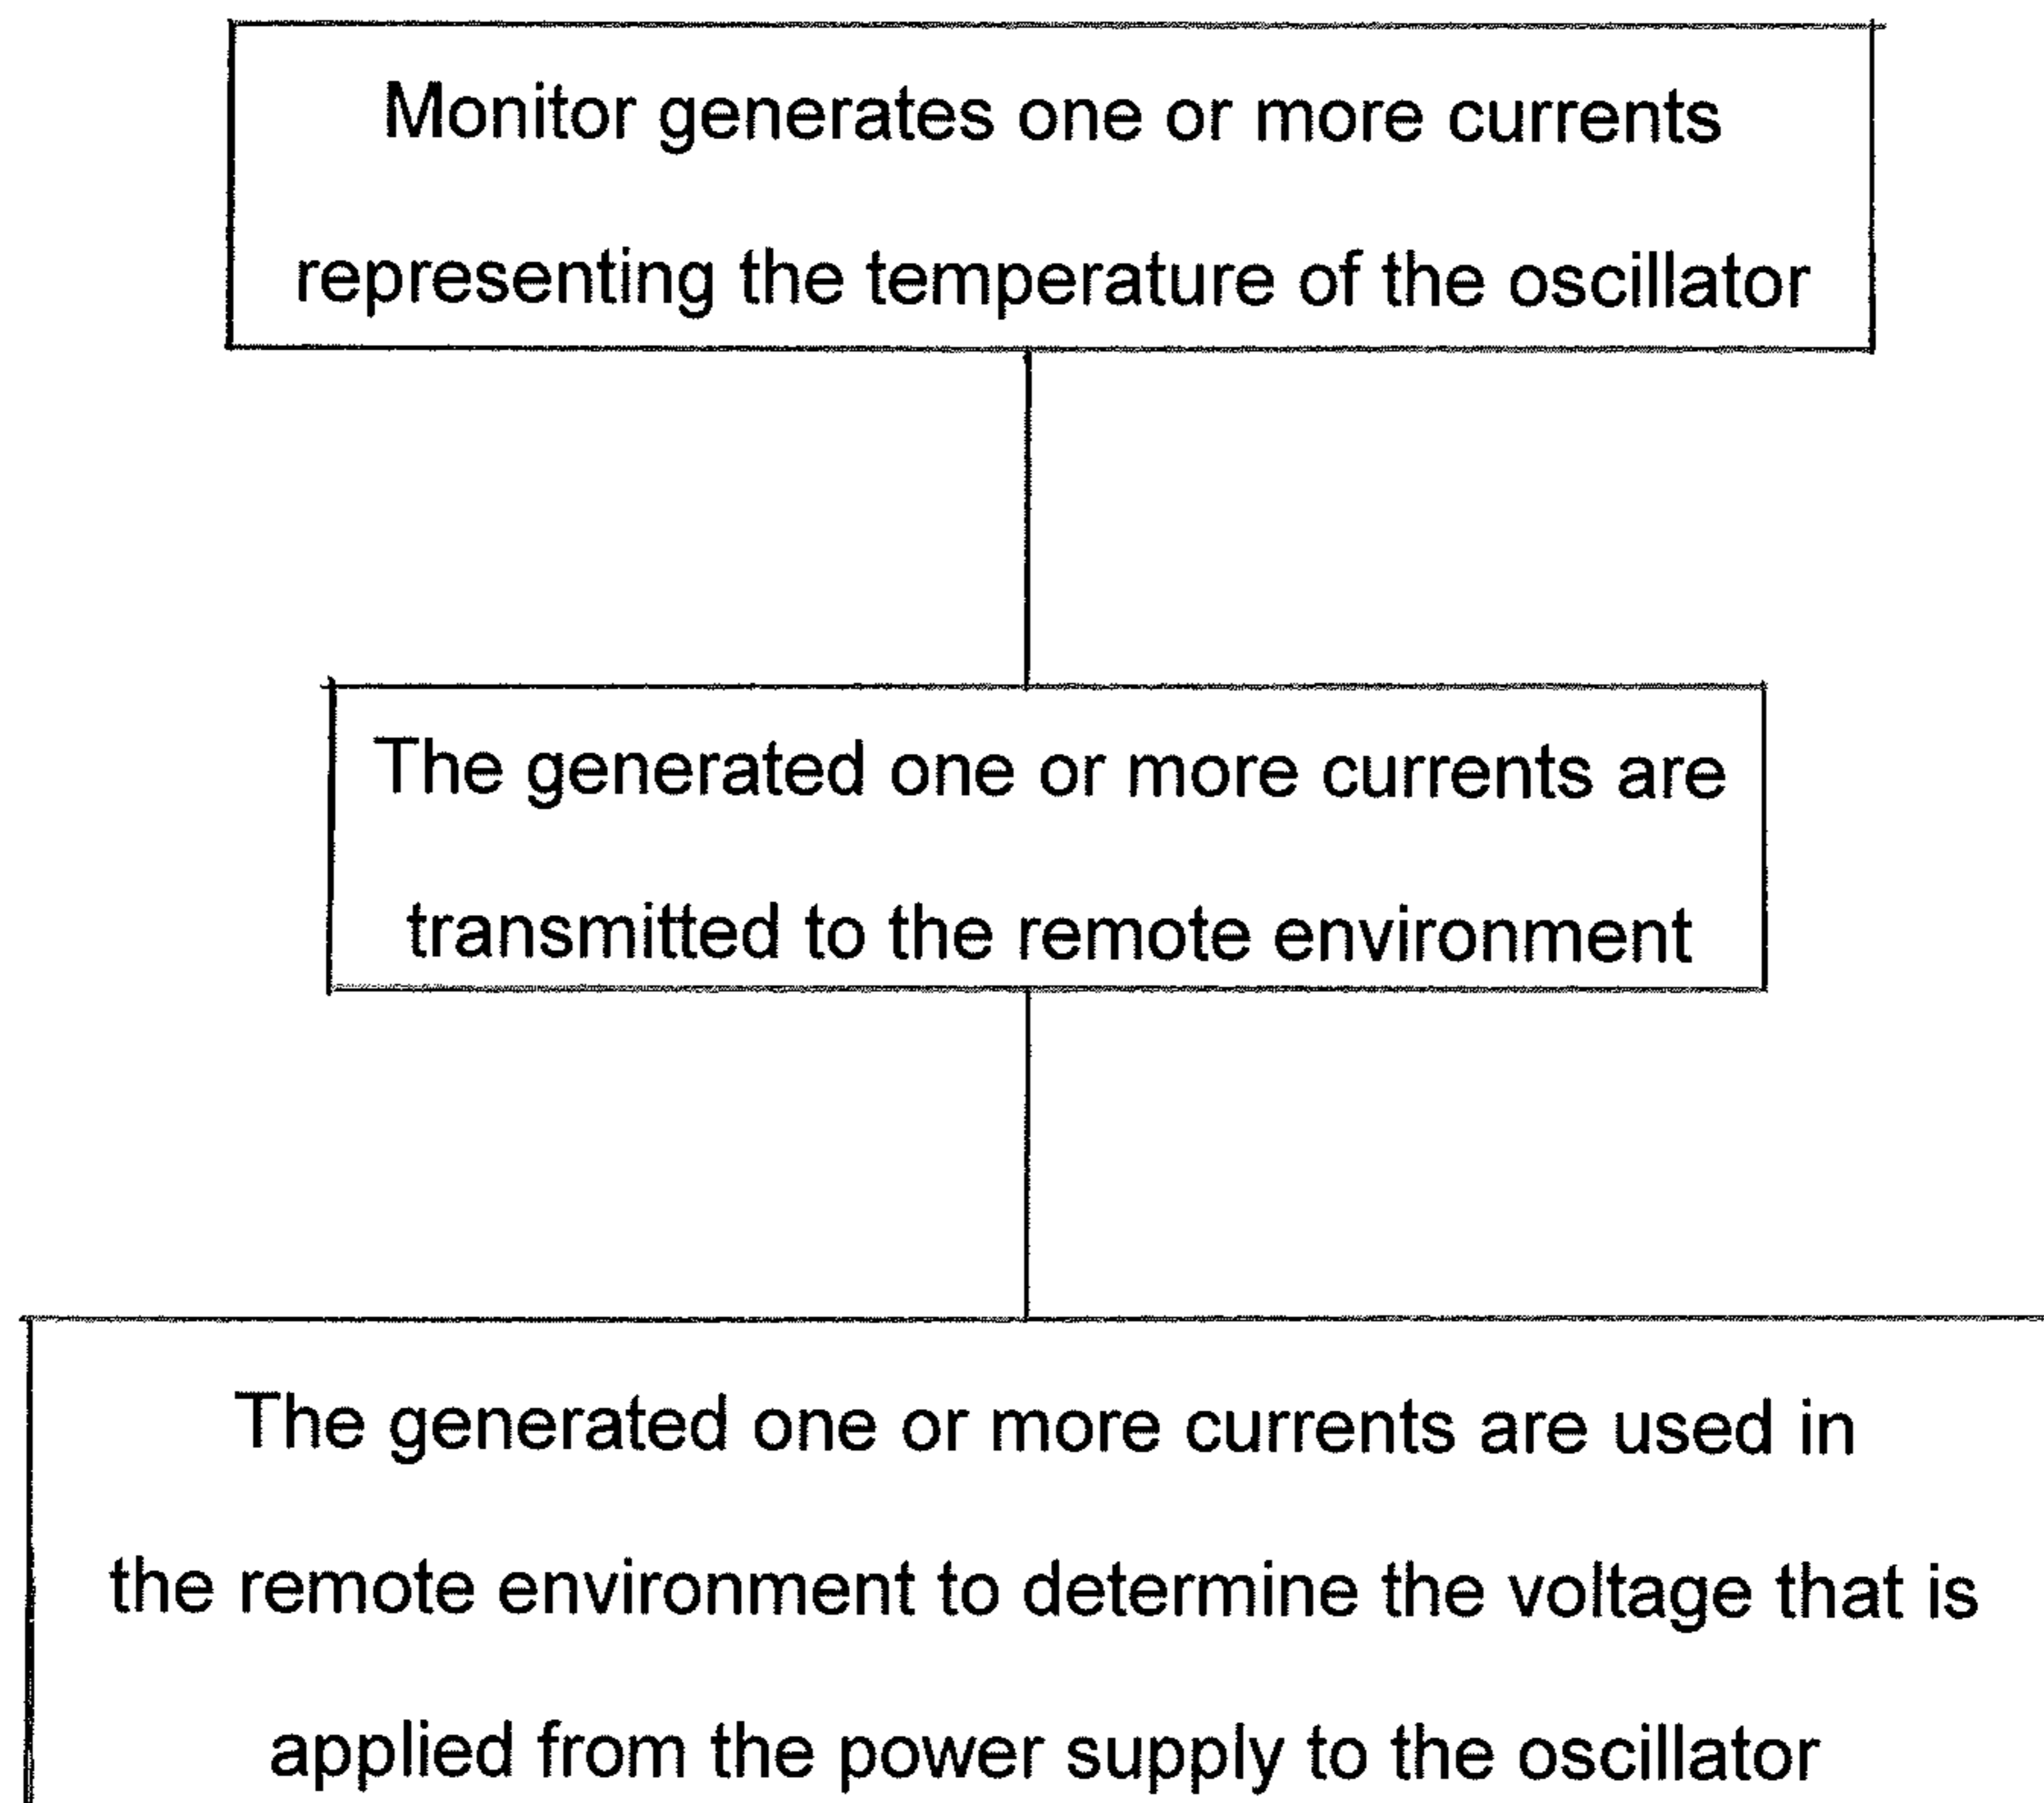 Monitor generates one or more currents
representing the temperature of the oscillator
The generated one or more currents are
transmitted to the remote environment
The generated one or more currents are used in
the remote environment to determine the voltage that is
applied from the power supply to the oscillator